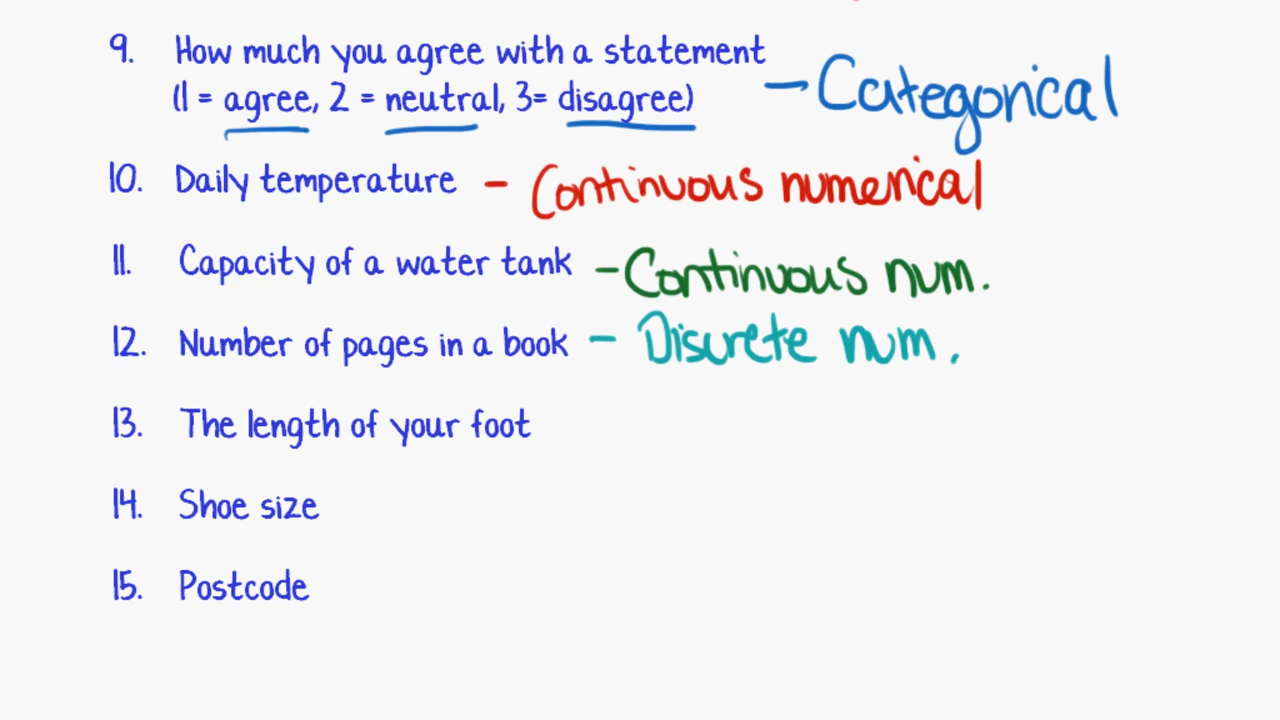 9. How much you agree with a statement
(1 = agree, 2 = neutral, 3= disagree) - Categorical
10. Daily temperature - Continuous numerical
11. Capacity of a water tank - Continuous num.
12. Number of pages in a book - Discrete num.
13. The length of your foot
14. Shoe size
15. Postcode